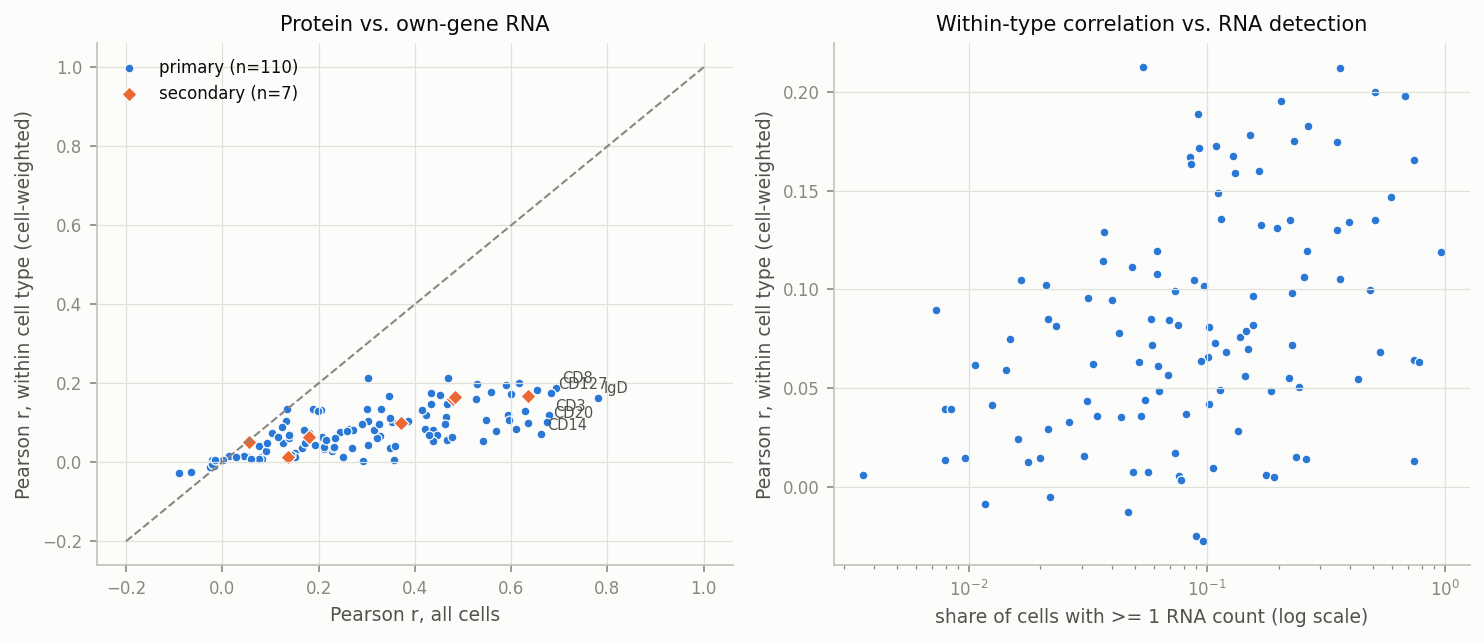 Protein vs. own-gene RNA
Pearson r, within cell type (cell-weighted)
1.0
0.8
0.6
0.4
0.2
0.0
−0.2
primary (n=110)
secondary (n=7)
CD8
CD127
IgD
CD3
CD20
CD14
−0.2
0.0
0.2
0.4
0.6
0.8
1.0
Pearson r, all cells
Within-type correlation vs. RNA detection
Pearson r, within cell type (cell-weighted)
0.20
0.15
0.10
0.05
0.00
10⁻²
10⁻¹
10⁰
share of cells with >= 1 RNA count (log scale)